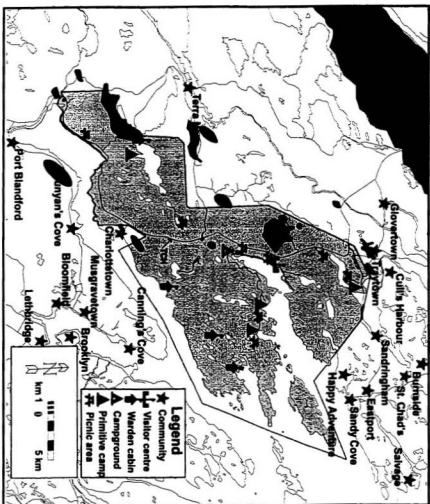 Burnside
St. Chad's
Salvage
Cull's Harbour
Glovertown
Traytown
Sandringham
Eastport
Sandy Cove
Happy Adventure
Terra
Canning's Cove
Charlottetown
Musgravetown
Brooklyn
Bloomfield
Lethbridge
Bunyan's Cove
Port Blandford
Legend
Community
Visitor centre
Warden cabin
Campground
Primitive camp
Picnic area
N
km 1 0 5 km